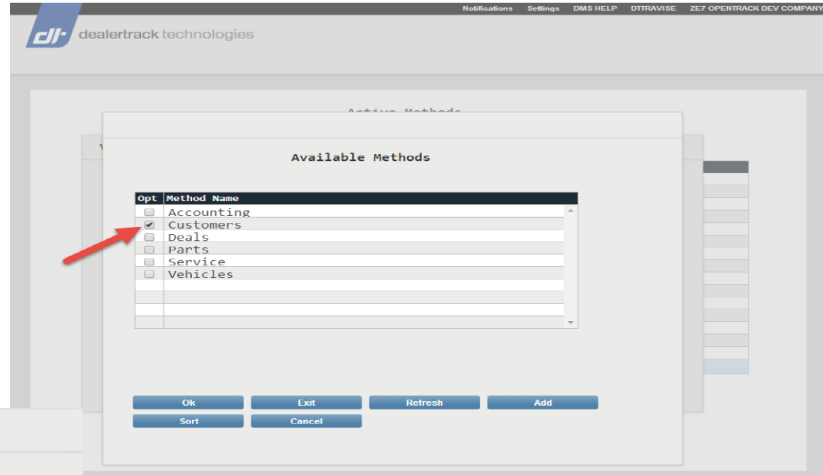 Notifications Settings DMS HELP DTTRAVISE ZE7 OPENTRACK DEV COMPANY
dt dealertrack technologies
Active Methods
Available Methods
Opt Method Name
Accounting
Customers
Deals
Parts
Service
Vehicles
Ok Exit Refresh Add
Sort Cancel